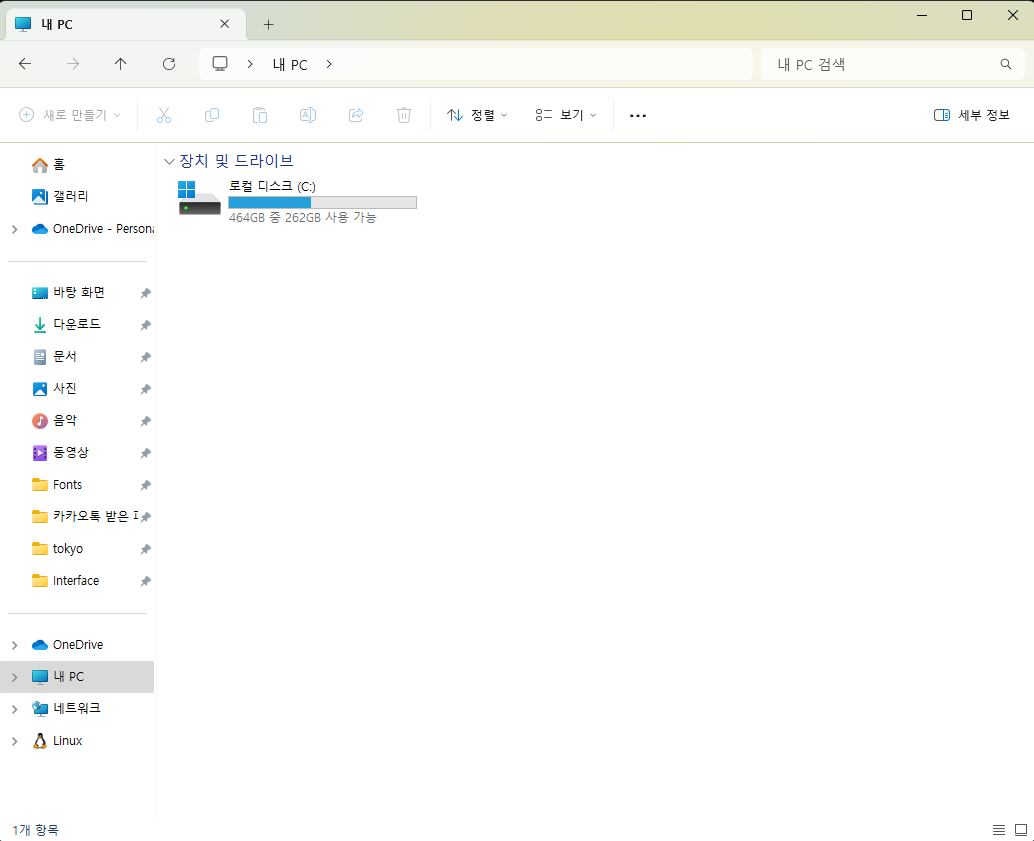 내 PC
내 PC
내 PC 검색
새로 만들기
정렬
보기
세부 정보
홈
갤러리
OneDrive - Persona
바탕 화면
다운로드
문서
사진
음악
동영상
Fonts
카카오톡 받은
tokyo
Interface
OneDrive
내 PC
네트워크
Linux
장치 및 드라이브
로컬 디스크 (C:)
464GB 중 262GB 사용 가능
1개 항목